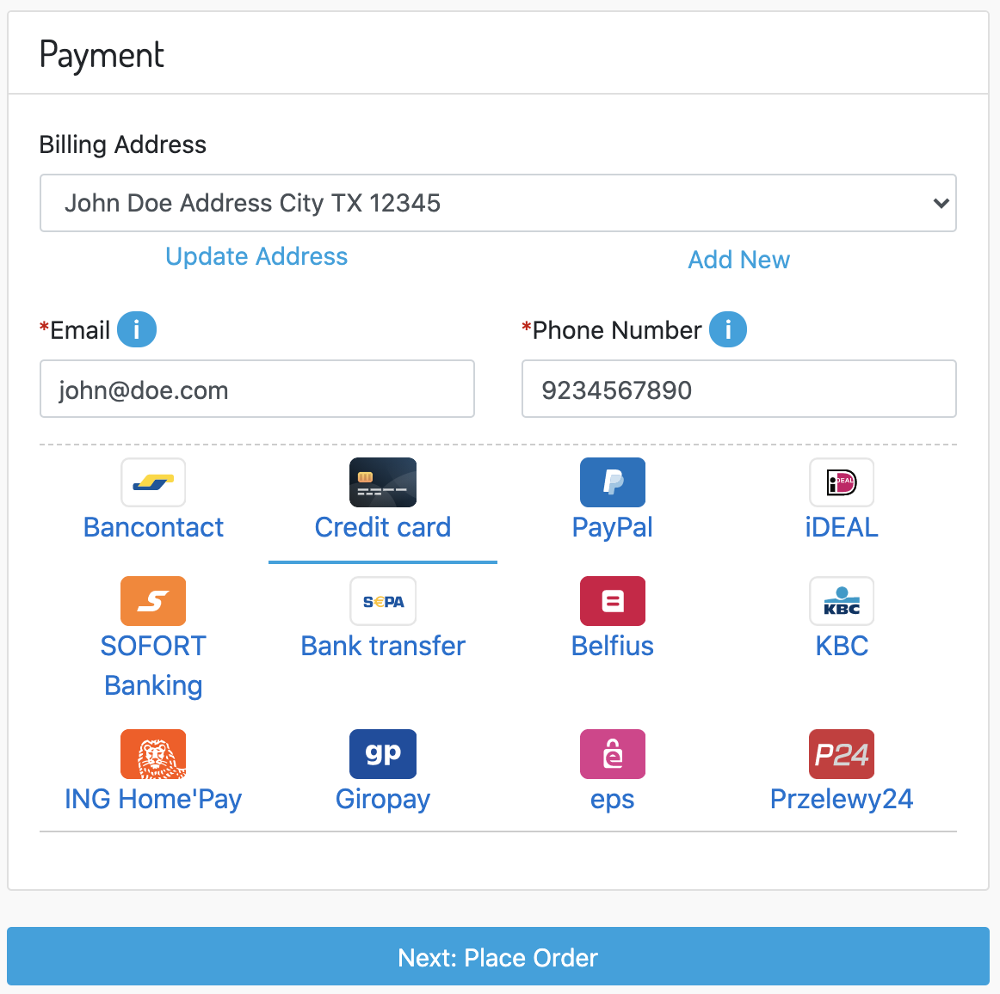 Payment
Billing Address
John Doe Address City TX 12345
Update Address Add New
*Email i *Phone Number i
john@doe.com 9234567890
iDEAL
Bancontact Credit card PayPal iDEAL
S€PA KBC
SOFORT Bank transfer Belfius KBC
Banking
gp e P24
ING Home'Pay Giropay eps Przelewy24
Next: Place Order